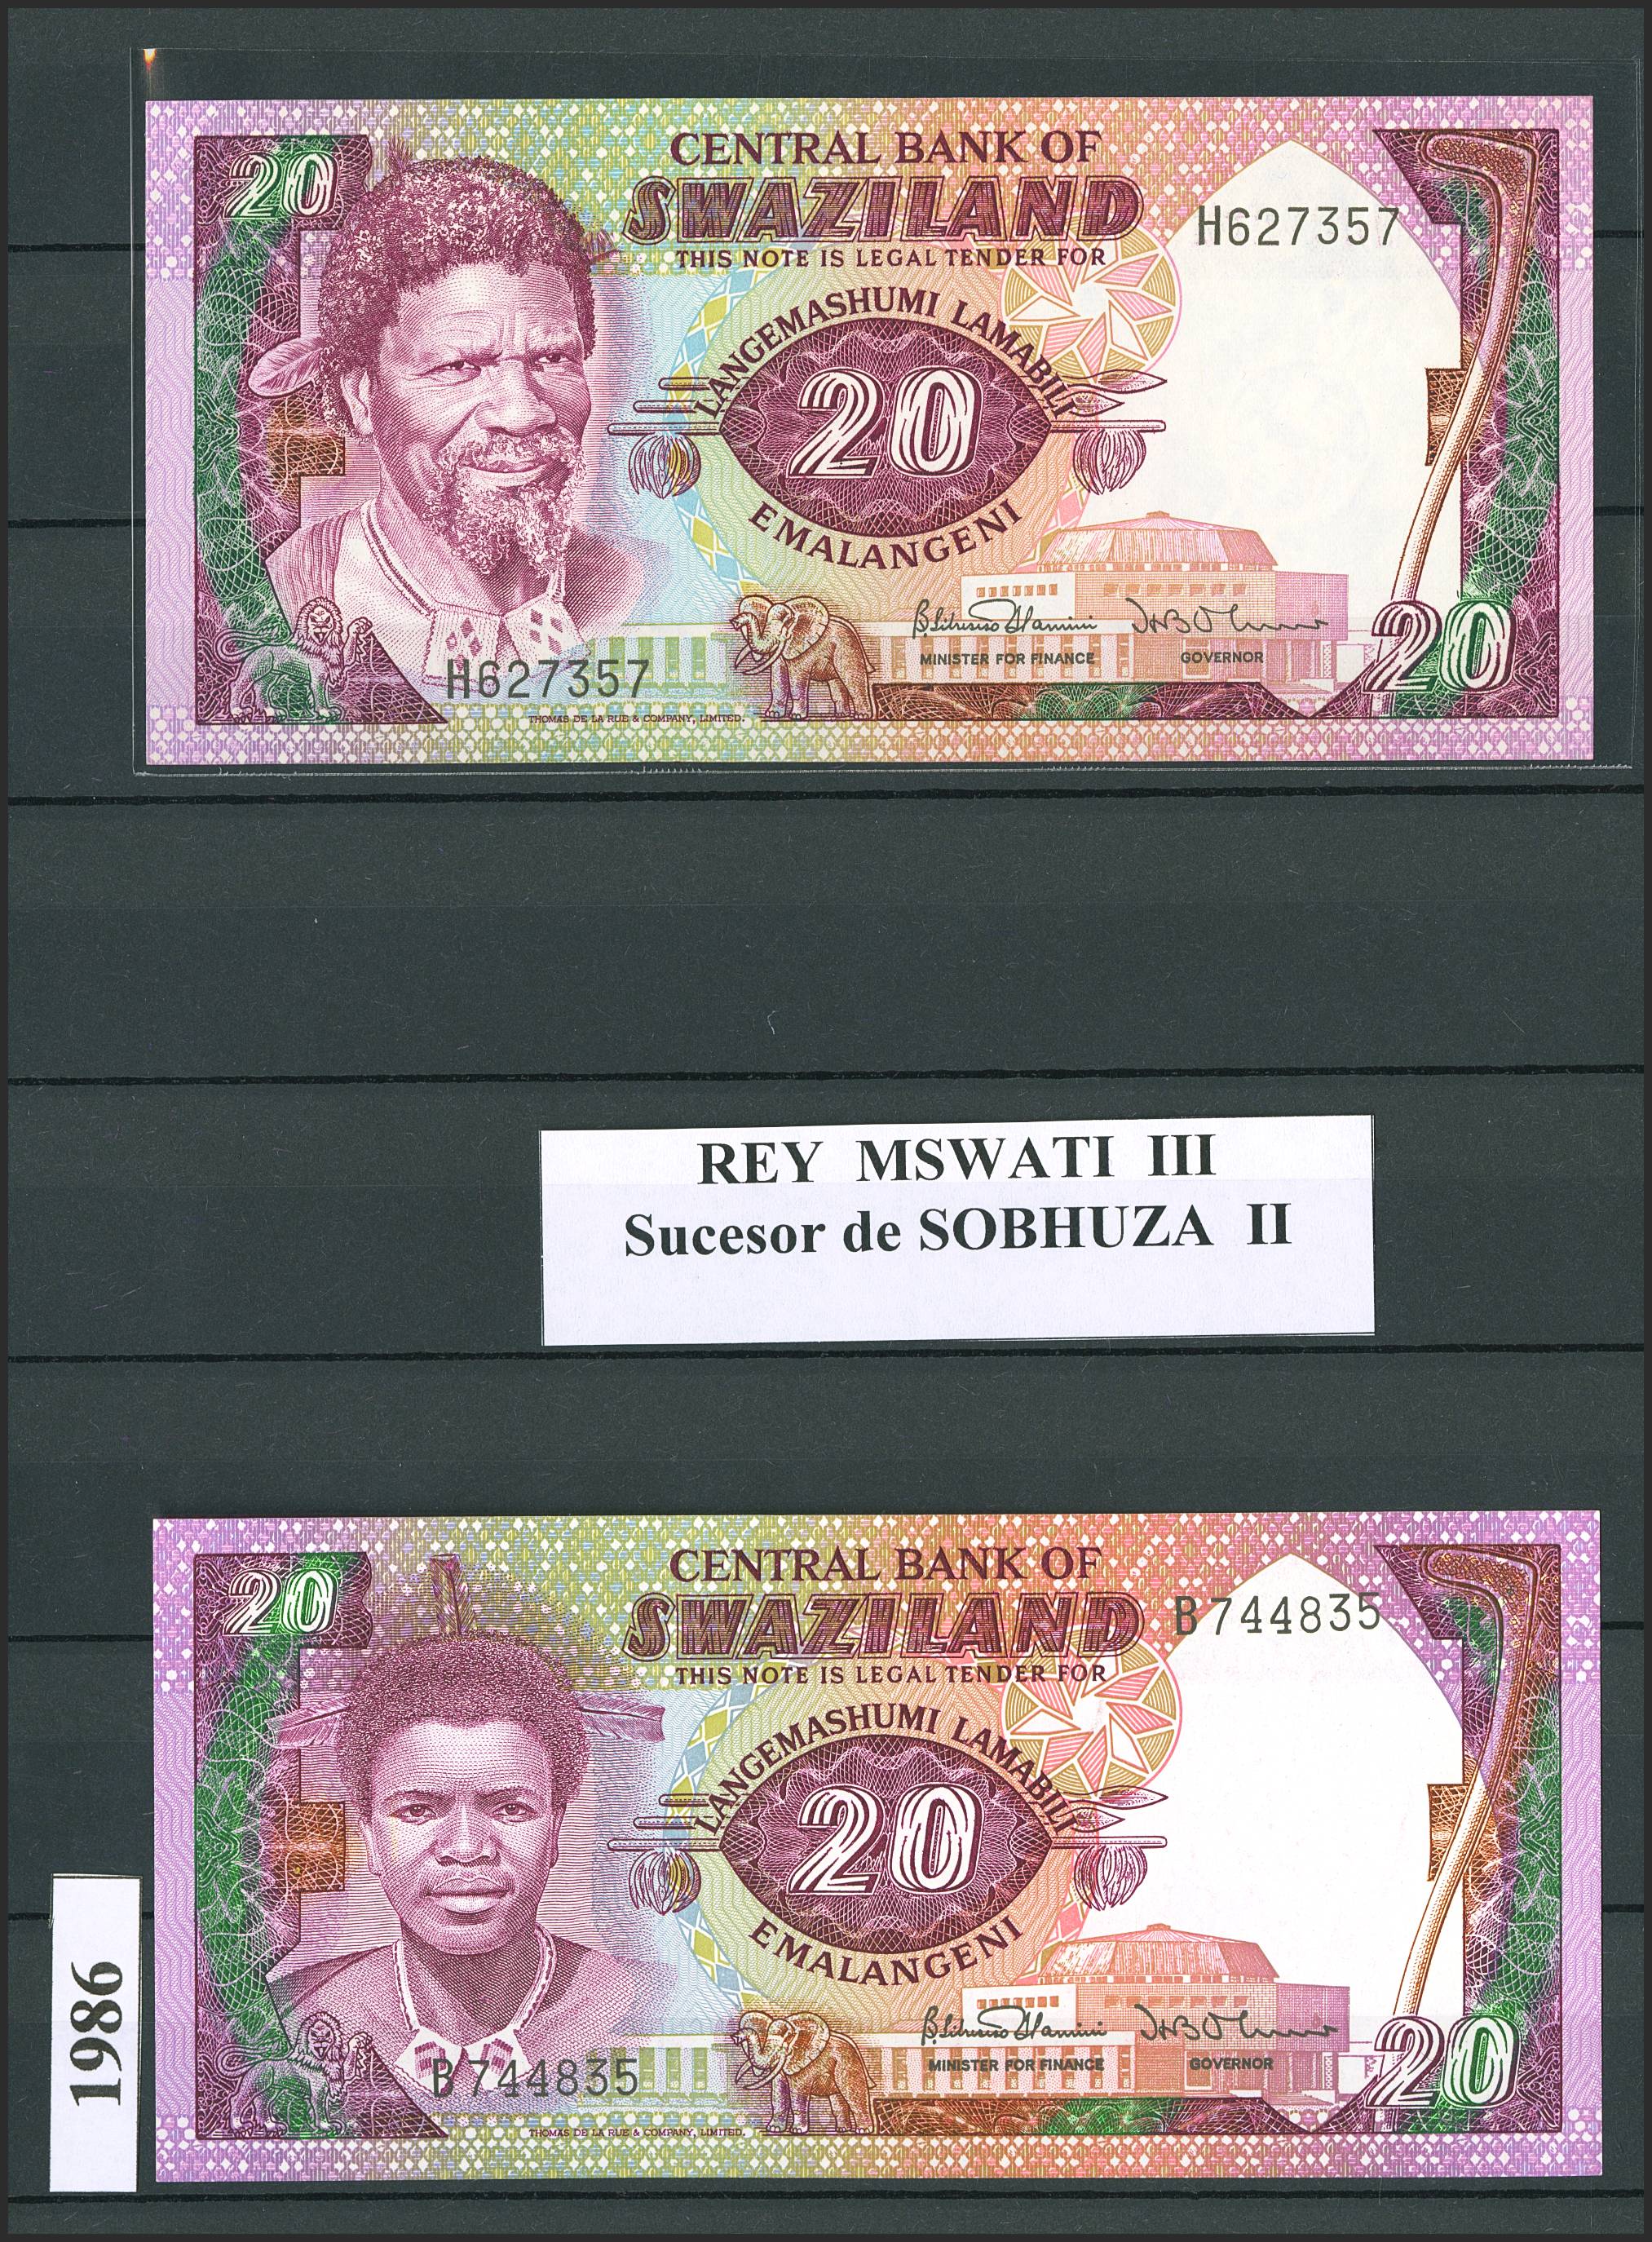 20
CENTRAL BANK OF
SWAZILAND
THIS NOTE IS LEGAL TENDER FOR
H627357
LANGEMASHUMI LAMABILI
20
EMALANGENI
MINISTER FOR FINANCE
GOVERNOR
20
H627357
THOMAS DE LA RUE & COMPANY, LIMITED.
REY MSWATI III
Sucesor de SOBHUZA II
1986
20
CENTRAL BANK OF
SWAZILAND
THIS NOTE IS LEGAL TENDER FOR
B744835
LANGEMASHUMI LAMABILI
20
EMALANGENI
MINISTER FOR FINANCE
GOVERNOR
20
B744835
THOMAS DE LA RUE & COMPANY, LIMITED.